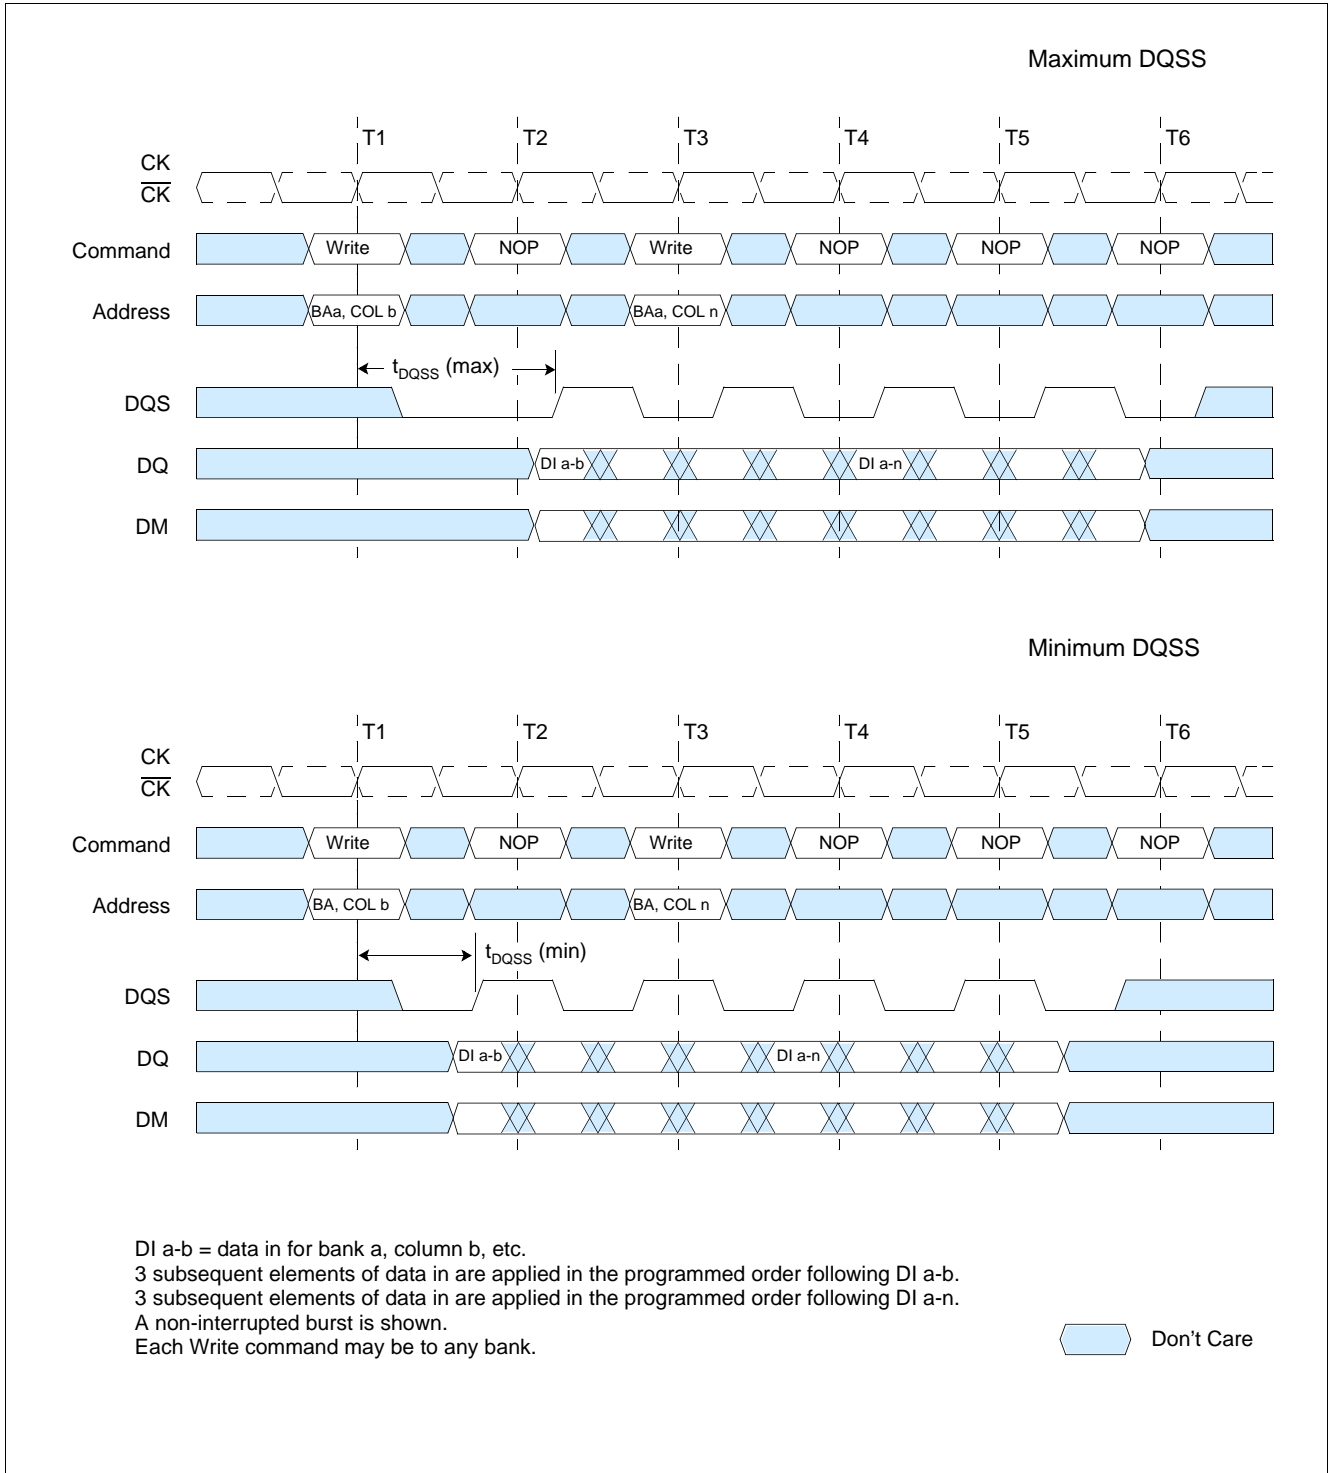 Maximum DQSS
T1 T2 T3 T4 T5 T6
CK
CK
Command Write NOP Write NOP NOP NOP
Address BAa, COL b BAa, COL n
tDQSS (max)
DQS
DQ DI a-b DI a-n
DM
Minimum DQSS
T1 T2 T3 T4 T5 T6
CK
CK
Command Write NOP Write NOP NOP NOP
Address BA, COL b BA, COL n
tDQSS (min)
DQS
DQ DI a-b DI a-n
DM
DI a-b = data in for bank a, column b, etc.
3 subsequent elements of data in are applied in the programmed order following DI a-b.
3 subsequent elements of data in are applied in the programmed order following DI a-n.
A non-interrupted burst is shown.
Each Write command may be to any bank.
Don't Care